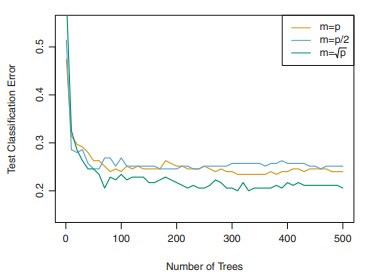 m=p
m=p/2
m=√p
0.5
0.4
0.3
0.2
Test Classification Error
0 100 200 300 400 500
Number of Trees